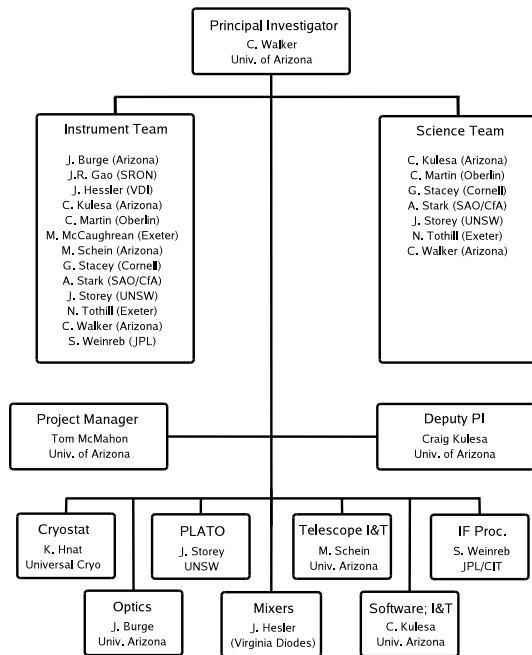 Principal Investigator
C. Walker
Univ. of Arizona
Instrument Team
J. Burge (Arizona)
J.R. Gao (SRON)
J. Hessler (VDI)
C. Kulesa (Arizona)
C. Martin (Oberlin)
M. McCaughrean (Exeter)
M. Schein (Arizona)
G. Stacey (Cornell)
A. Stark (SAO/CfA)
J. Storey (UNSW)
N. Tothill (Exeter)
C. Walker (Arizona)
S. Weinreb (JPL)
Science Team
C. Kulesa (Arizona)
C. Martin (Oberlin)
G. Stacey (Cornell)
A. Stark (SAO/CfA)
J. Storey (UNSW)
N. Tothill (Exeter)
C. Walker (Arizona)
Project Manager
Tom McMahon
Univ. of Arizona
Deputy PI
Craig Kulesa
Univ. of Arizona
Cryostat
K. Hnat
Universal Cryo
PLATO
J. Storey
UNSW
Telescope I&T
M. Schein
Univ. Arizona
IF Proc.
S. Weinreb
JPL/CIT
Optics
J. Burge
Univ. Arizona
Mixers
J. Hesler
(Virginia Diodes)
Software; I&T
C. Kulesa
Univ. Arizona